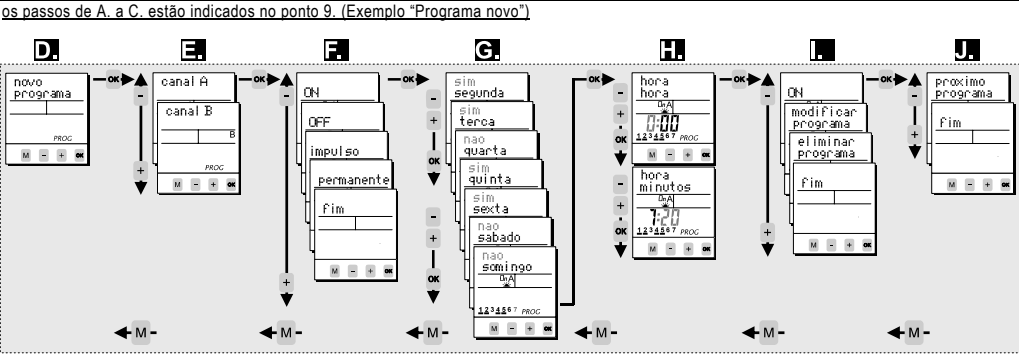 os passos de A. a C. estão indicados no ponto 9. (Exemplo “Programa novo”)
D. E. F. G. H. I. J.
novo
programa
PROG
M - + OK
OK
-
+
canal A
canal B
B
PROG
M - + OK
OK
-
+
ON
OFF
impulso
permanente
fim
M - + OK
OK
-
+
OK
-
+
OK
sim
segunda
sim
terca
nao
quarta
sim
quinta
sim
sexta
nao
sabado
nao
somingo
OnA
1234567 PROG
M - + OK
OK
-
+
OK
-
+
OK
hora
hora
OnA
0:00
1234567 PROG
M - + OK
hora
minutos
OnA
7:20
1234567 PROG
M - + OK
OK
-
+
ON
modificar
programa
eliminar
programa
fim
M - + OK
OK
-
+
proximo
programa
fim
M - + OK
M - M - M - M - M - M -